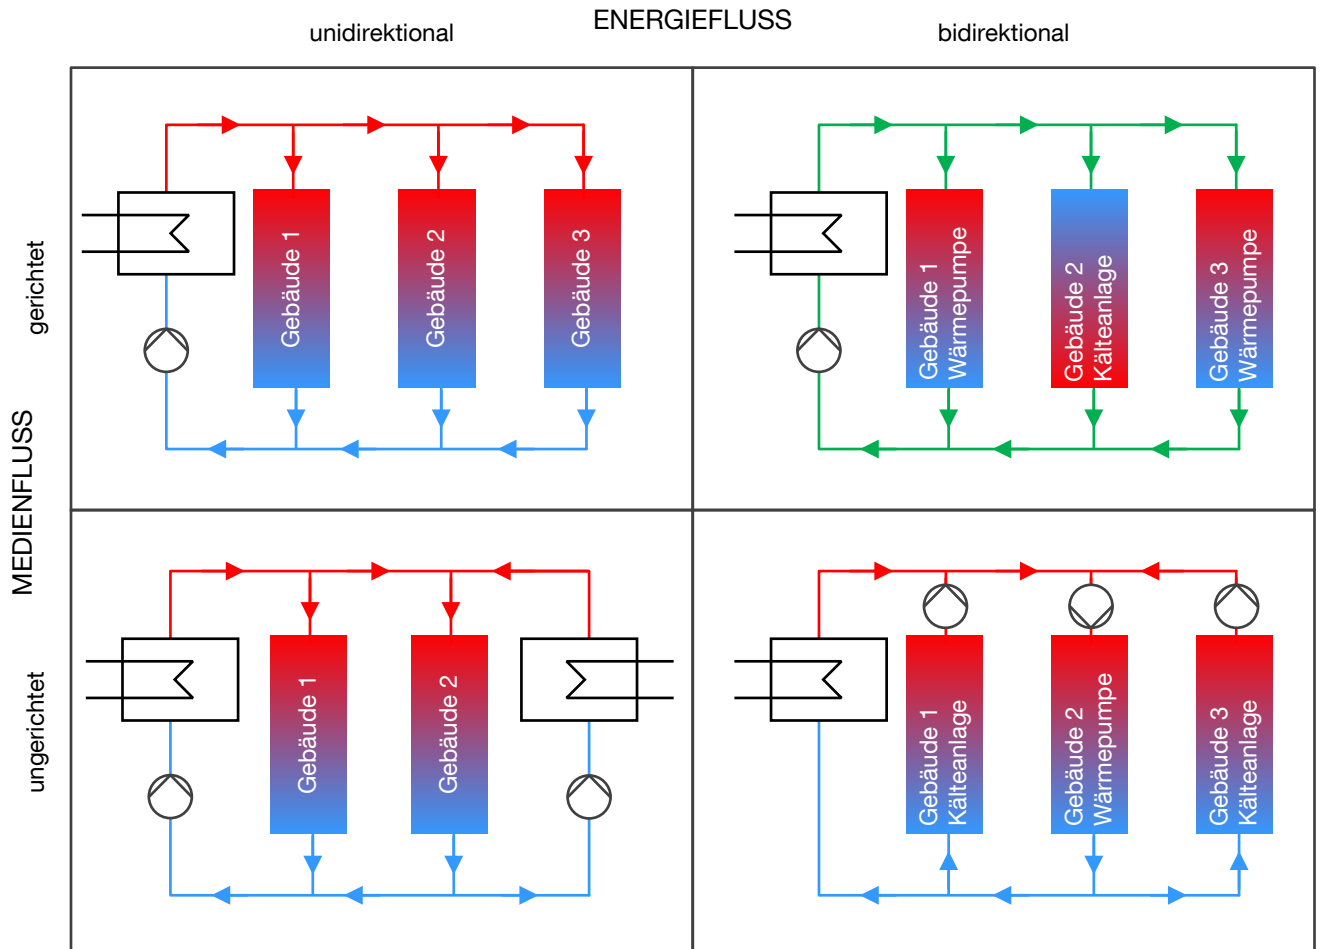 ENERGIEFLUSS
unidirektional
bidirektional
MEDIENFLUSS
gerichtet
Gebäude 1
Gebäude 2
Gebäude 3
Gebäude 1
Wärmepumpe
Gebäude 2
Kälteanlage
Gebäude 3
Wärmepumpe
ungerichtet
Gebäude 1
Gebäude 2
Gebäude 1
Kälteanlage
Gebäude 2
Wärmepumpe
Gebäude 3
Kälteanlage